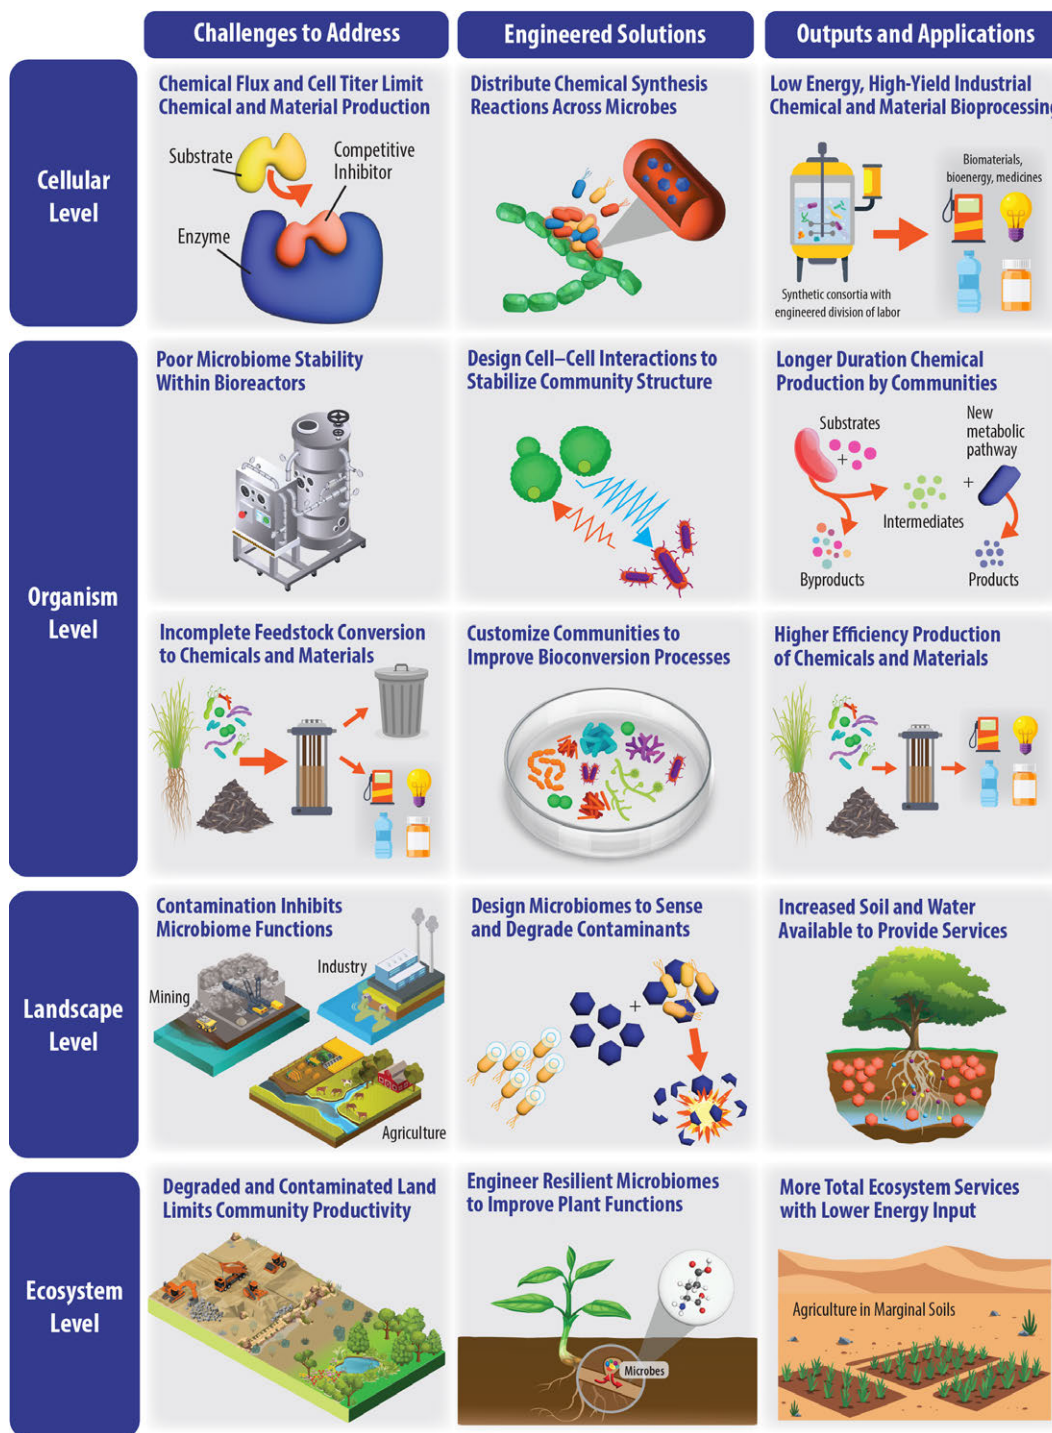 Challenges to Address
Engineered Solutions
Outputs and Applications
Cellular
Level
Chemical Flux and Cell Titer Limit
Chemical and Material Production
Substrate
Competitive
Inhibitor
Enzyme
Distribute Chemical Synthesis
Reactions Across Microbes
Low Energy, High-Yield Industrial
Chemical and Material Bioprocessing
Biomaterials,
bioenergy, medicines
Synthetic consortia with
engineered division of labor
Organism
Level
Poor Microbiome Stability
Within Bioreactors
Design Cell–Cell Interactions to
Stabilize Community Structure
Longer Duration Chemical
Production by Communities
Substrates
New
metabolic
pathway
+
+
Intermediates
Byproducts
Products
Incomplete Feedstock Conversion
to Chemicals and Materials
Customize Communities to
Improve Bioconversion Processes
Higher Efficiency Production
of Chemicals and Materials
Landscape
Level
Contamination Inhibits
Microbiome Functions
Industry
Mining
Agriculture
Design Microbiomes to Sense
and Degrade Contaminants
+
Increased Soil and Water
Available to Provide Services
Ecosystem
Level
Degraded and Contaminated Land
Limits Community Productivity
Engineer Resilient Microbiomes
to Improve Plant Functions
Microbes
More Total Ecosystem Services
with Lower Energy Input
Agriculture in Marginal Soils